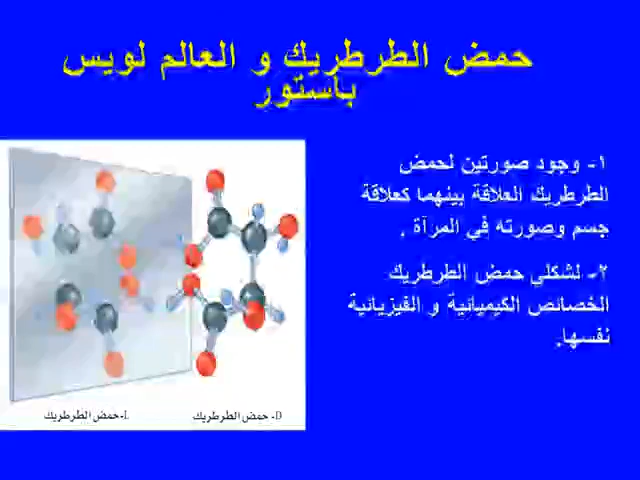 حمض الطرطريك و العالم لويس
باستور
١- وجود صورتين لحمض
الطرطريك العلاقة بينهما كعلاقة
جسم وصورته في المرآة .
٢- لشكلي حمض الطرطريك
الخصائص الكيميائية و الفيزيائية
نفسها.
D- حمض الطرطريك
L-حمض الطرطريك